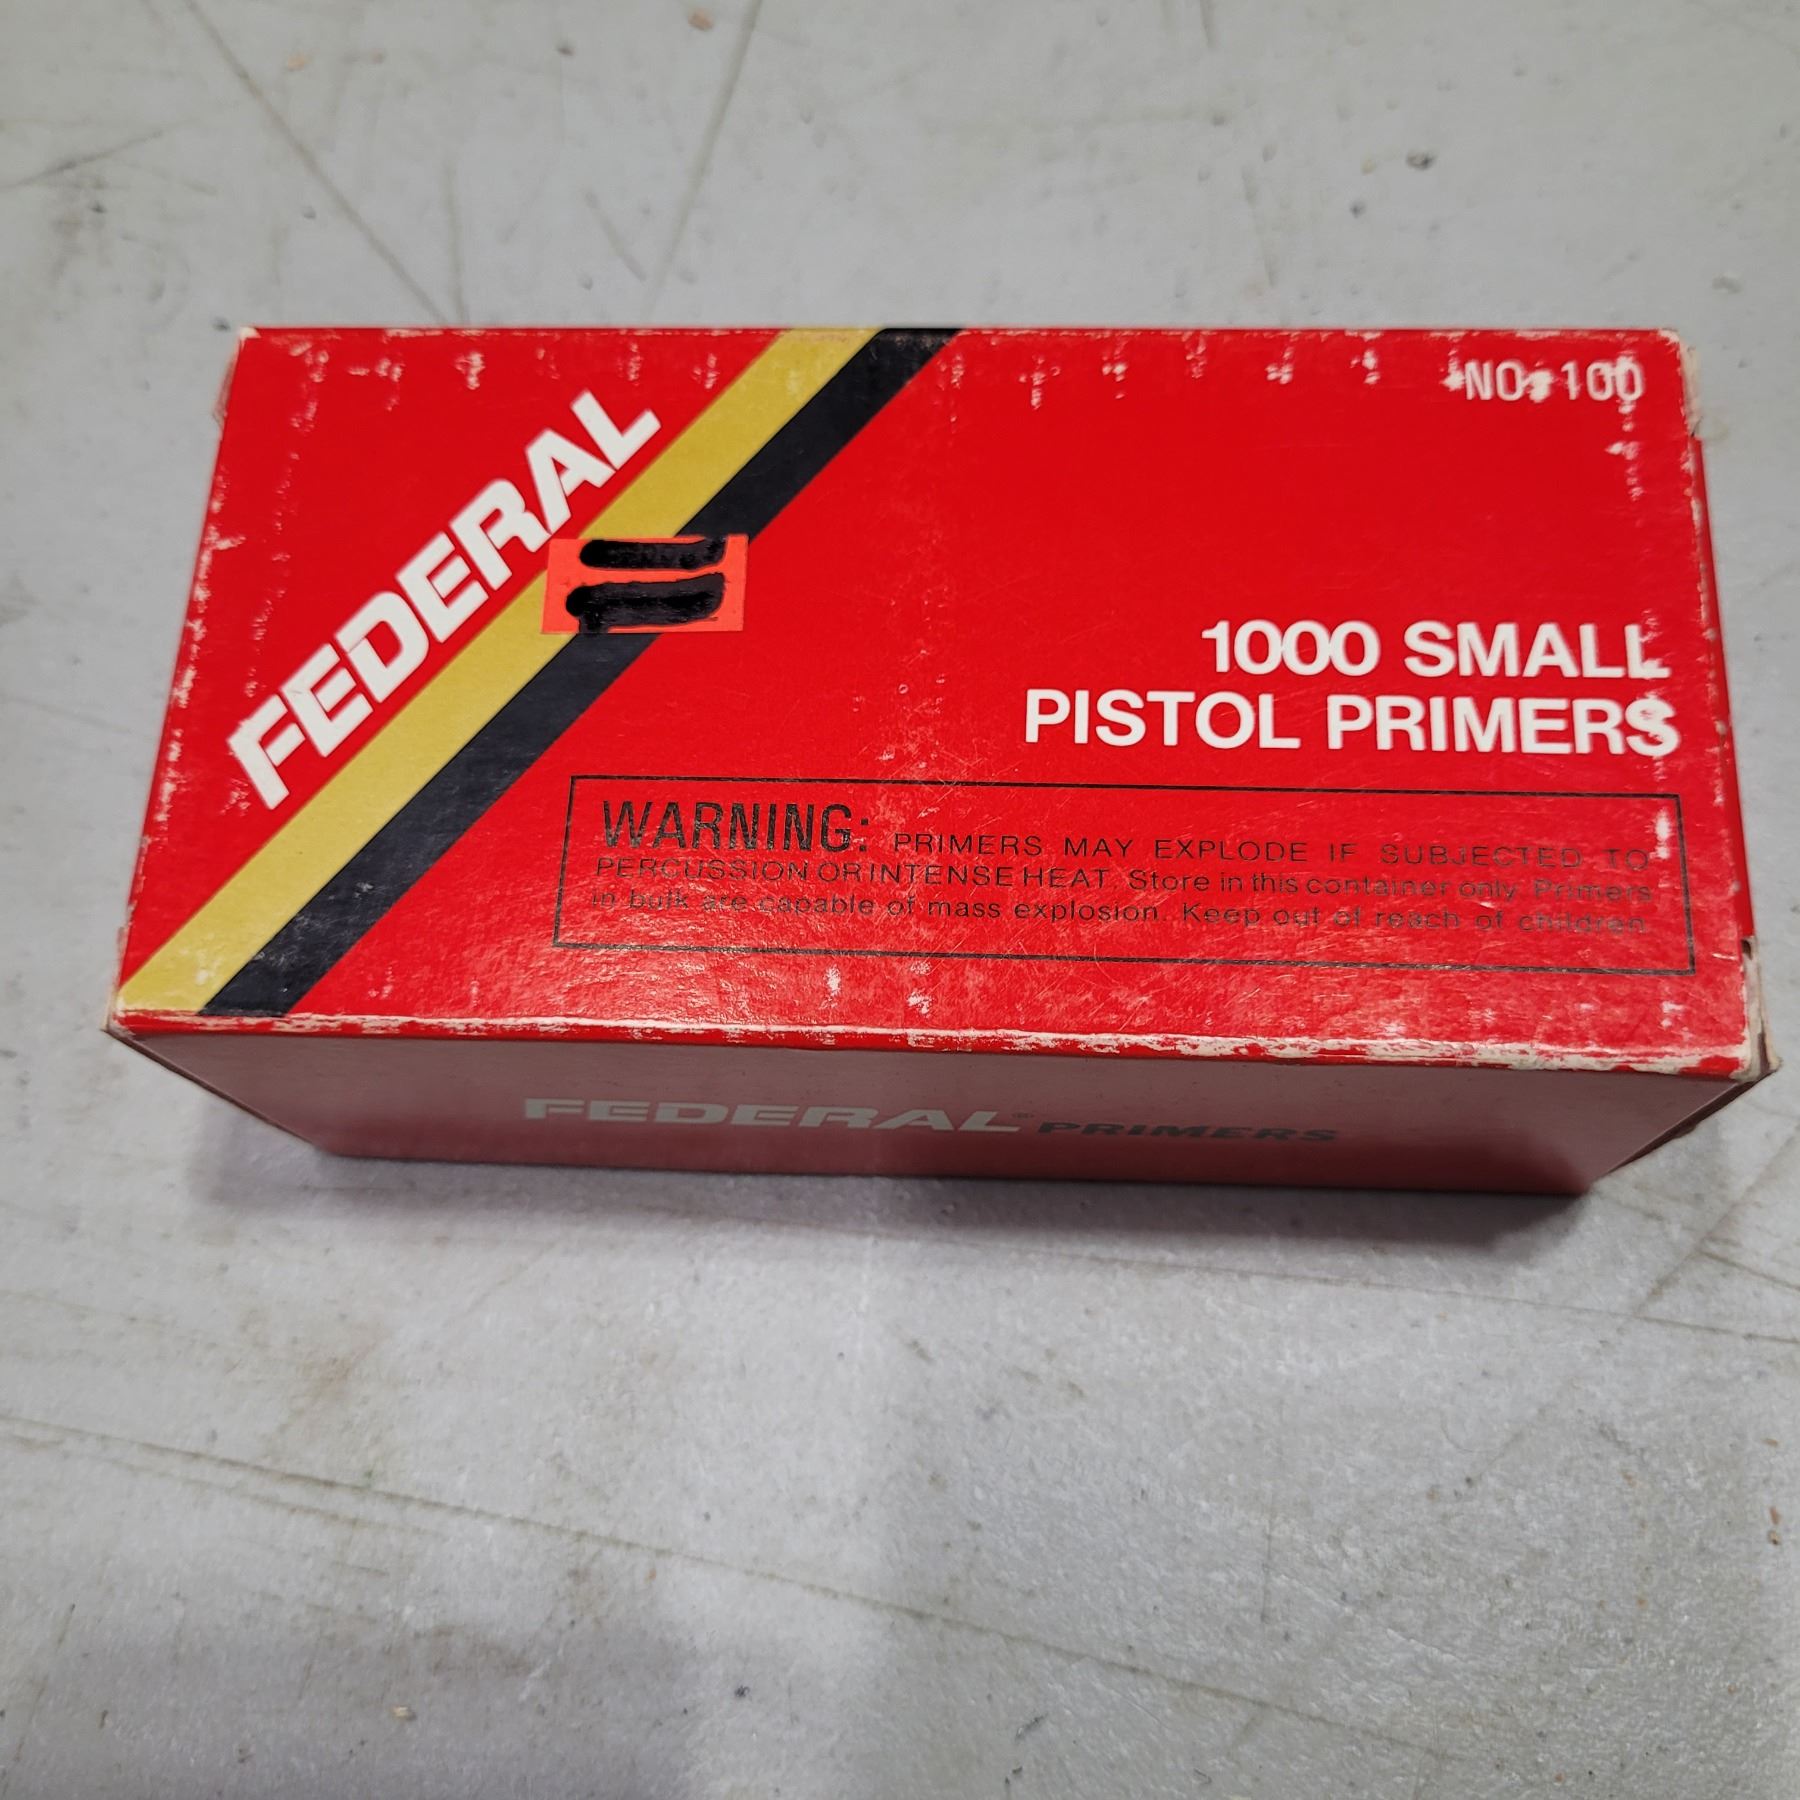 FEDERAL
NO. 100
1000 SMALL
PISTOL PRIMERS
WARNING: PRIMERS MAY EXPLODE IF SUBJECTED TO
PERCUSSION OR INTENSE HEAT. Store in this container only. Primers
in bulk are capable of mass explosion. Keep out of reach of children.
FEDERAL® PRIMERS